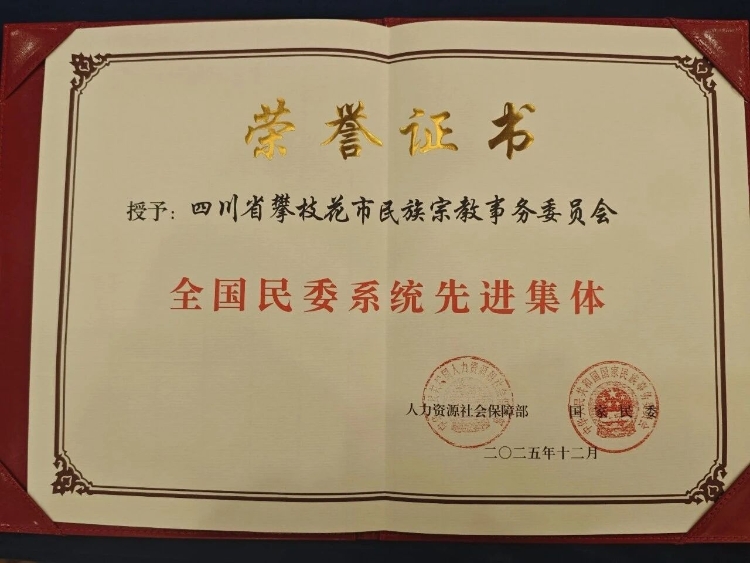 荣誉证书
授予：四川省攀枝花市民族宗教事务委员会
全国民委系统先进集体
人力资源社会保障部 国家民委
二〇二五年十二月